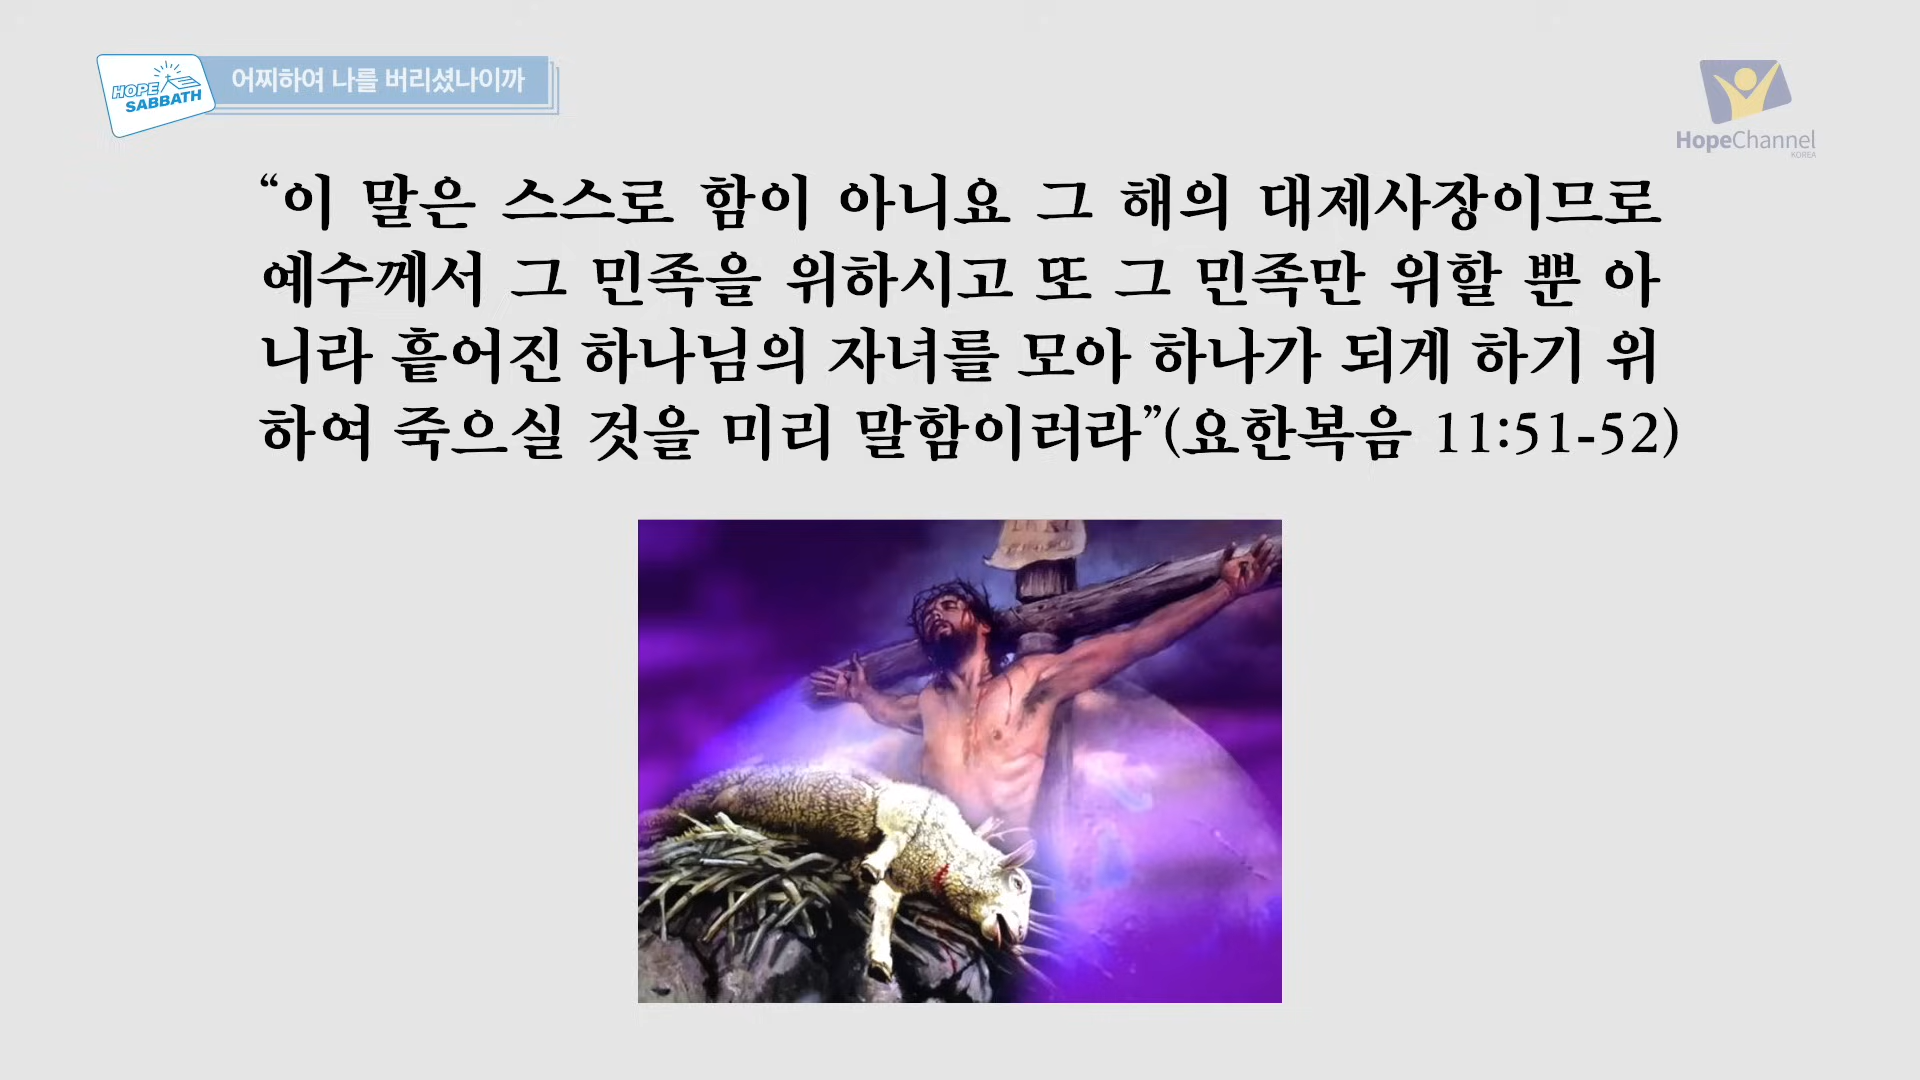 HOPE
SABBATH
어찌하여 나를 버리셨나이까
HopeChannel
KOREA
“이 말은 스스로 함이 아니요 그 해의 대제사장이므로
예수께서 그 민족을 위하시고 또 그 민족만 위할 뿐 아
니라 흩어진 하나님의 자녀를 모아 하나가 되게 하기 위
하여 죽으실 것을 미리 말함이러라”(요한복음 11:51-52)